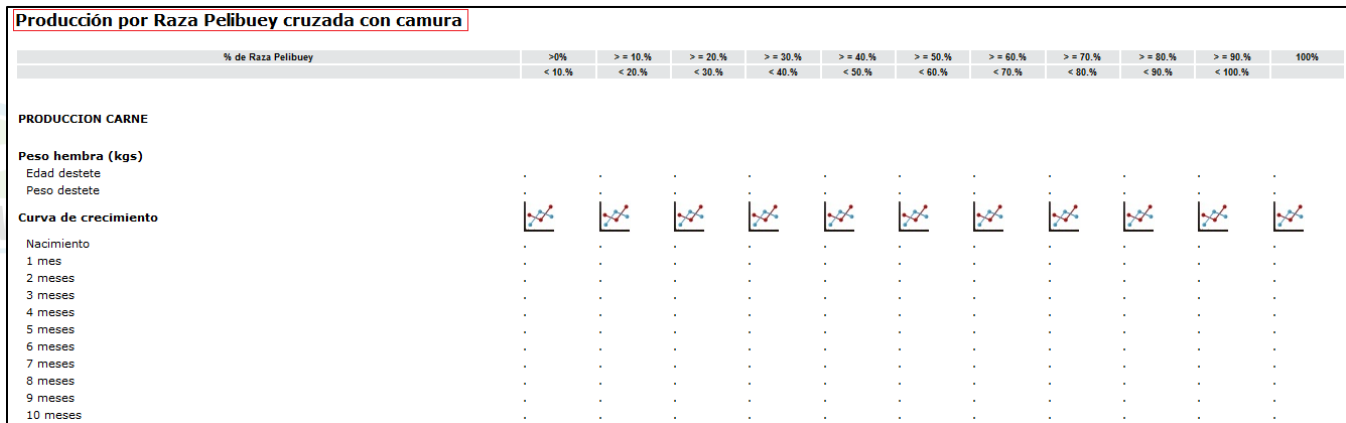 Producción por Raza Pelibuey cruzada con camura
% de Raza Pelibuey >0% > = 10.% > = 20.% > = 30.% > = 40.% > = 50.% > = 60.% > = 70.% > = 80.% > = 90.% 100%
< 10.% < 20.% < 30.% < 40.% < 50.% < 60.% < 70.% < 80.% < 90.% < 100.%
PRODUCCION CARNE
Peso hembra (kgs)
Edad destete . . . . . . . . . . .
Peso destete . . . . . . . . . . .
Curva de crecimiento
Nacimiento . . . . . . . . . . .
1 mes . . . . . . . . . . .
2 meses . . . . . . . . . . .
3 meses . . . . . . . . . . .
4 meses . . . . . . . . . . .
5 meses . . . . . . . . . . .
6 meses . . . . . . . . . . .
7 meses . . . . . . . . . . .
8 meses . . . . . . . . . . .
9 meses . . . . . . . . . . .
10 meses . . . . . . . . . . .